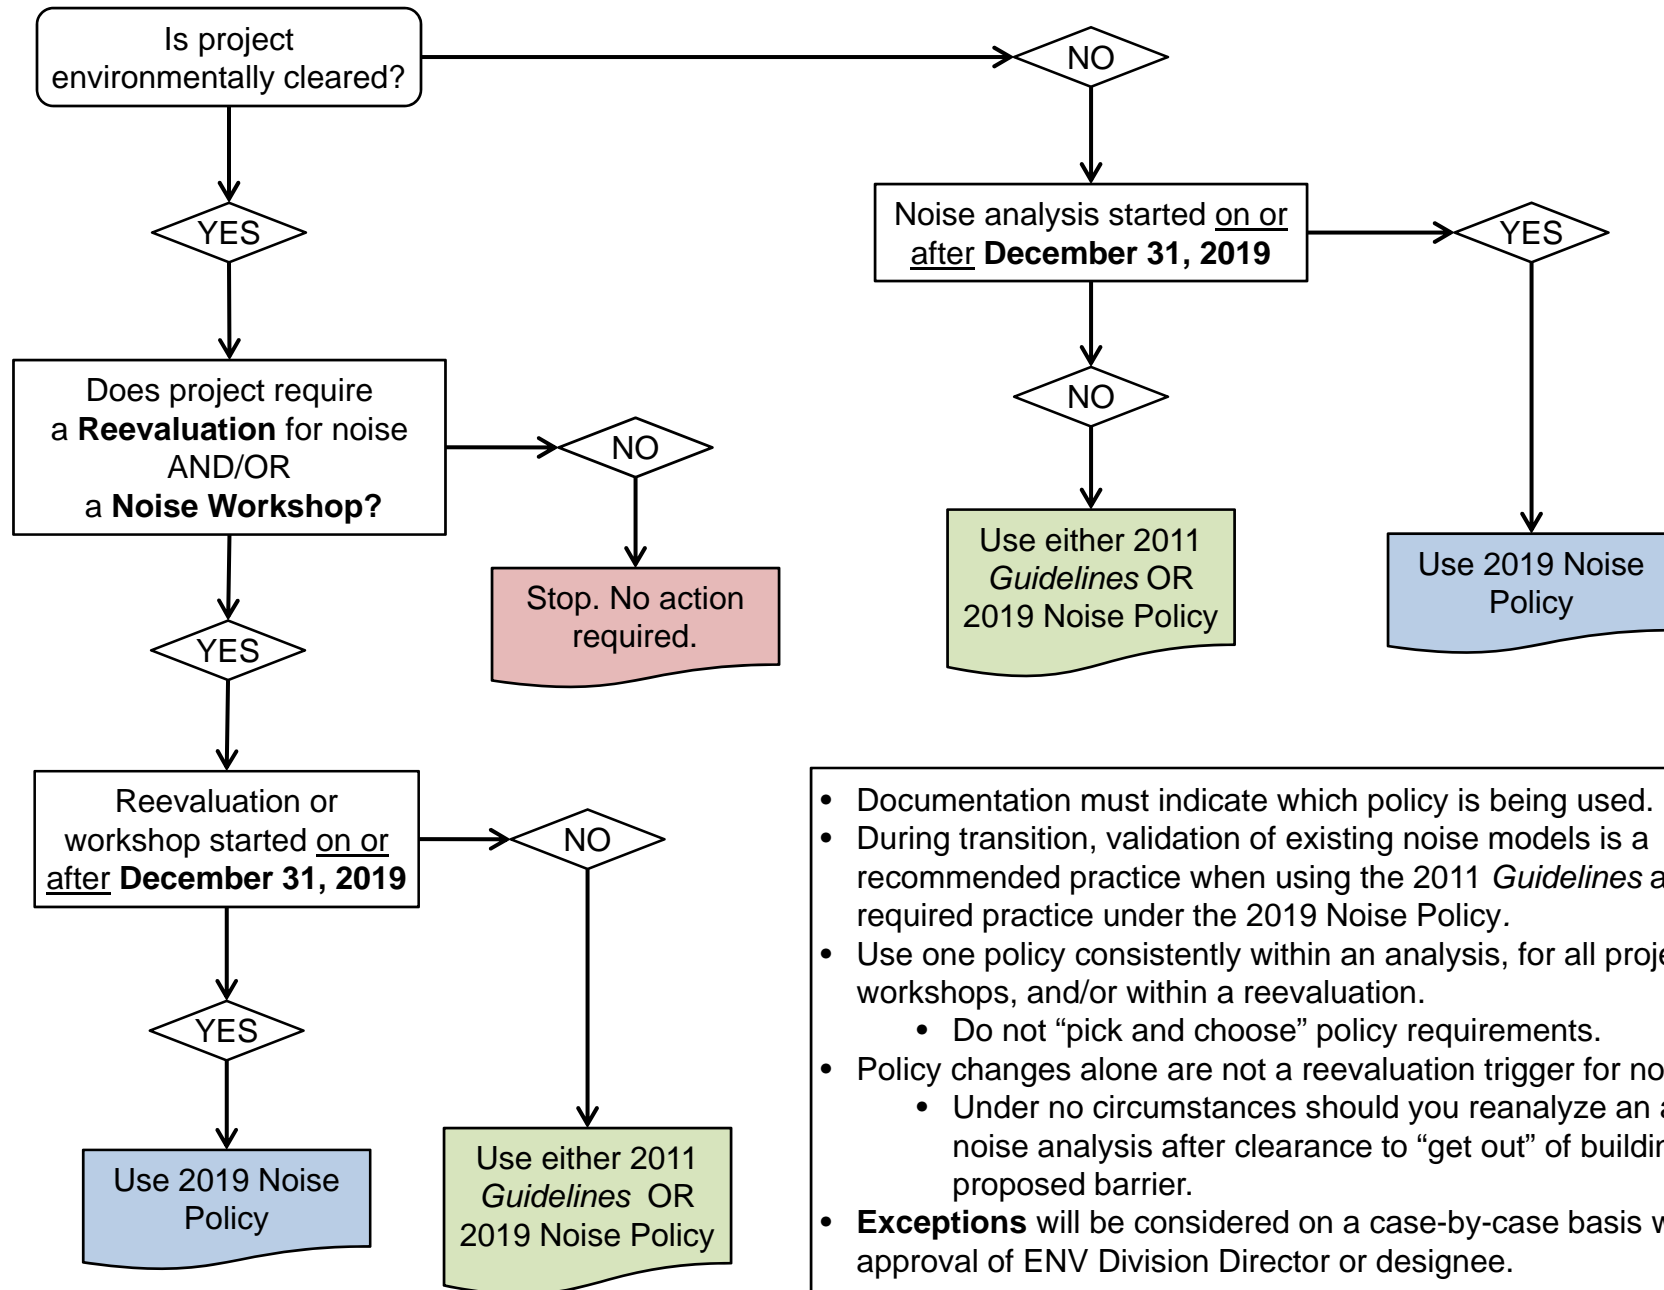 Is project
environmentally cleared?
NO
YES
Noise analysis started on or
after December 31, 2019
YES
NO
Does project require
a Reevaluation for noise
AND/OR
a Noise Workshop?
NO
Use either 2011
Guidelines OR
2019 Noise Policy
Use 2019 Noise
Policy
Stop. No action
required.
YES
Reevaluation or
workshop started on or
after December 31, 2019
NO
YES
Use 2019 Noise
Policy
Use either 2011
Guidelines OR
2019 Noise Policy
• Documentation must indicate which policy is being used.
• During transition, validation of existing noise models is a
recommended practice when using the 2011 Guidelines
required practice under the 2019 Noise Policy.
• Use one policy consistently within an analysis, for all
workshops, and/or within a reevaluation.
• Do not “pick and choose” policy requirements.
• Policy changes alone are not a reevaluation trigger for
• Under no circumstances should you reanalyze an
noise analysis after clearance to “get out” of
proposed barrier.
• Exceptions will be considered on a case-by-case basis
approval of ENV Division Director or designee.